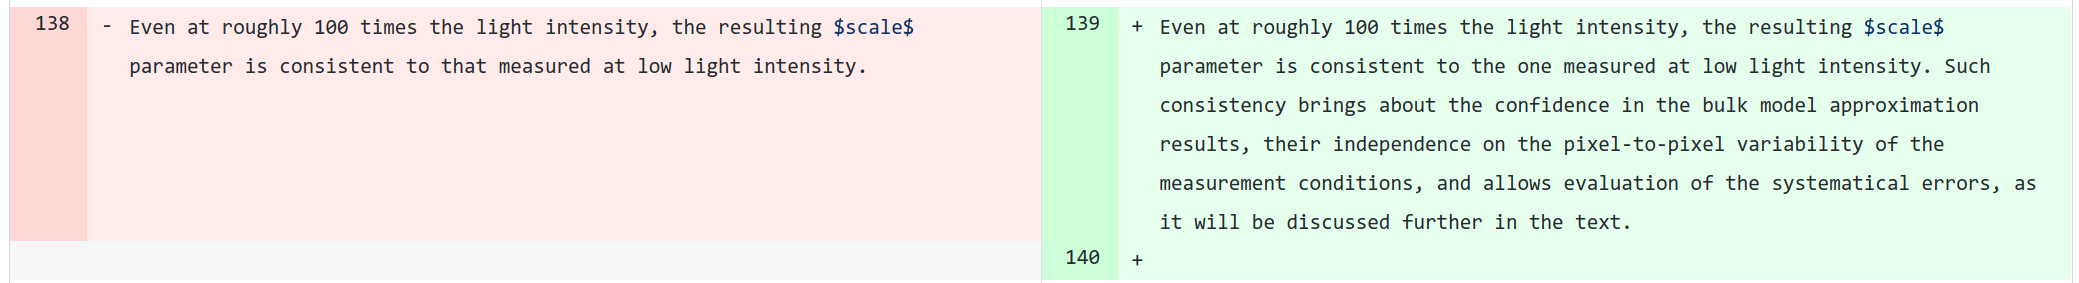 138 - Even at roughly 100 times the light intensity, the resulting $scale$
parameter is consistent to that measured at low light intensity.
139 + Even at roughly 100 times the light intensity, the resulting $scale$
parameter is consistent to the one measured at low light intensity. Such
consistency brings about the confidence in the bulk model approximation
results, their independence on the pixel-to-pixel variability of the
measurement conditions, and allows evaluation of the systematical errors, as
it will be discussed further in the text.
140 +